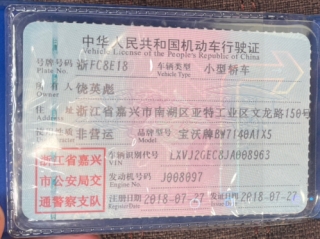 中华人民共和国机动车行驶证
Vehicle License of the People's Republic of China
号牌号码 浙FC8E18 车辆类型 小型轿车
Plate No. Vehicle Type
所有人 饶英彪
Owner
住址 浙江省嘉兴市南湖区亚特工业区文龙路150号
Address
使用性质 非营运 品牌型号 宝沃牌BW7140A1X5
浙江省嘉兴市公安局交通警察支队
车辆识别代号 LXVJ2GEC8JA008963
VIN
发动机号码 J008097
Engine No.
注册日期 2018-07-27 发证日期 2018-07-27
Register Date Issue Date